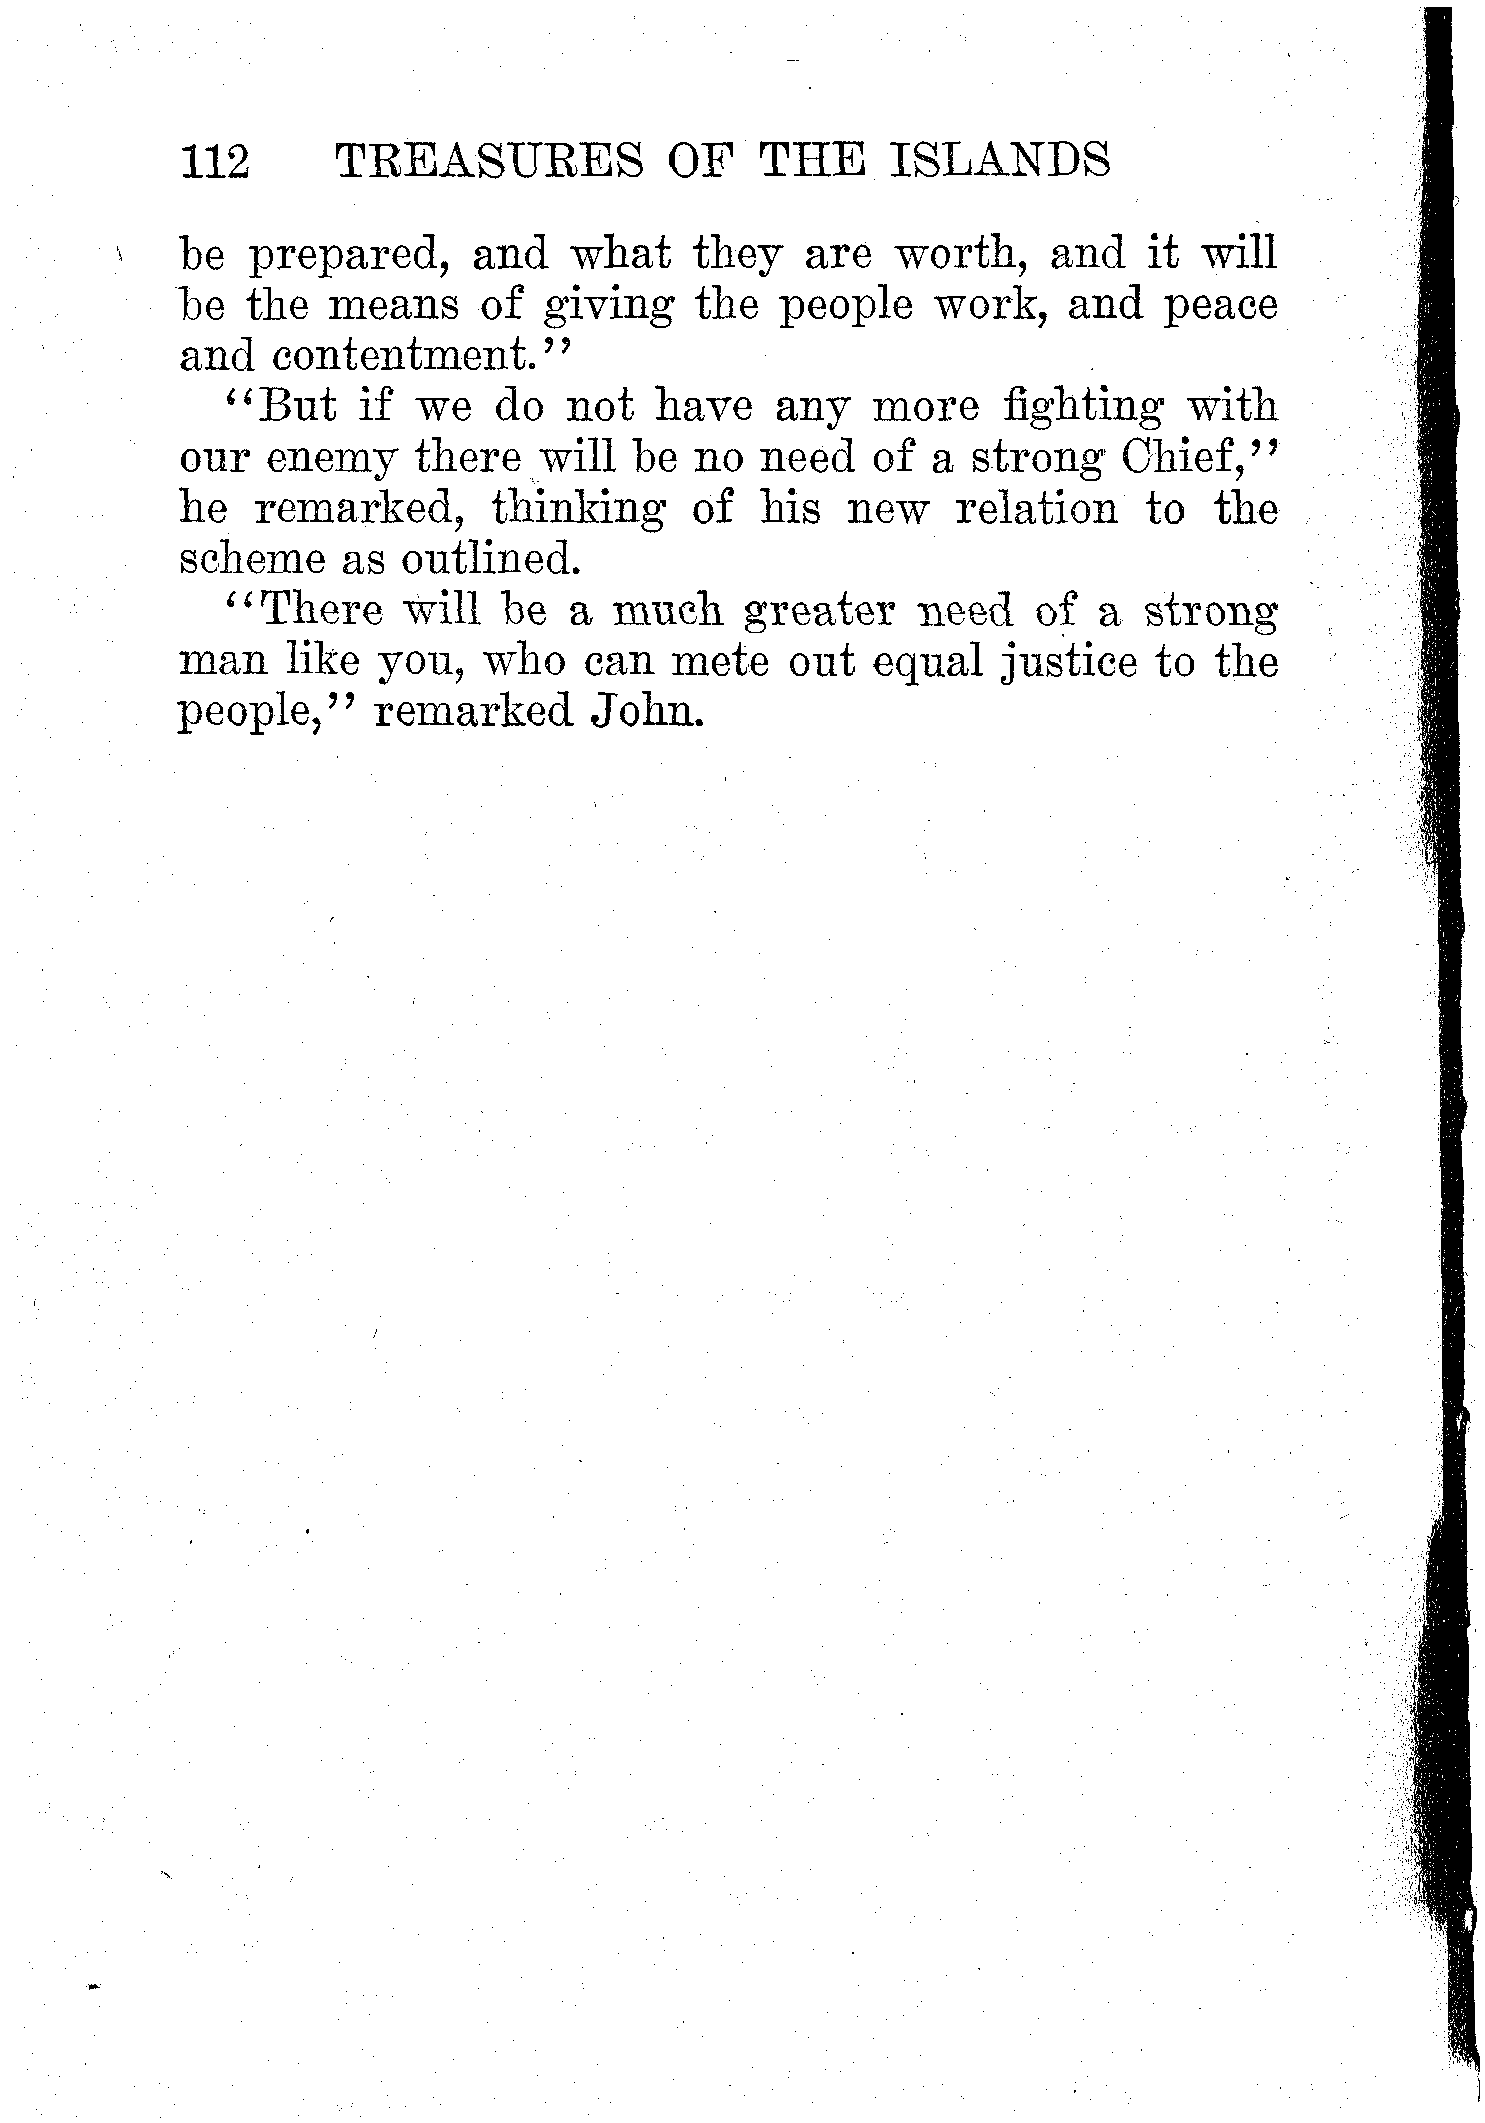 112 TREASURES OF THE ISLANDS
be prepared, and what they are worth, and it will
be the means of giving the people work, and peace
and contentment.''
''But if we do not have any more fighting with
our enemy there will be no need of a strong Chief,''
he remarked, thinking of his new relation to the
scheme as outlined.
''There will be a much greater need of a strong
man like you, who can mete out equal justice to the
people,'' remarked John.